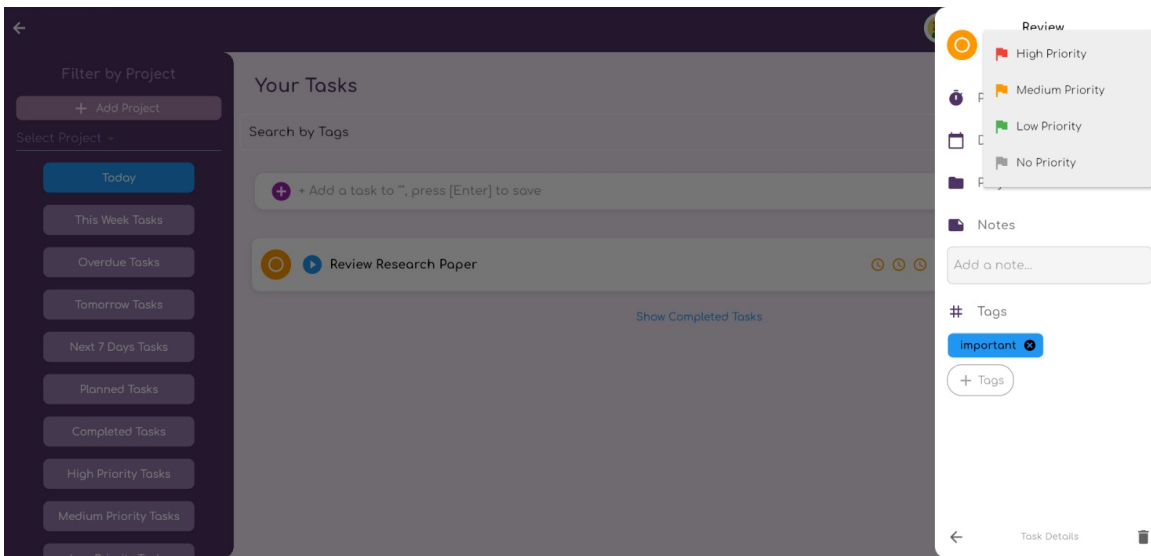 Filter by Project
+ Add Project
Select Project
Today
This Week Tasks
Overdue Tasks
Tomorrow Tasks
Next 7 Days Tasks
Planned Tasks
Completed Tasks
High Priority Tasks
Medium Priority Tasks
Your Tasks
Search by Tags
+ Add a task to "", press [Enter] to save
Review Research Paper
Show Completed Tasks
Review
High Priority
Medium Priority
Low Priority
No Priority
Notes
Add a note...
# Tags
important
+ Tags
Task Details